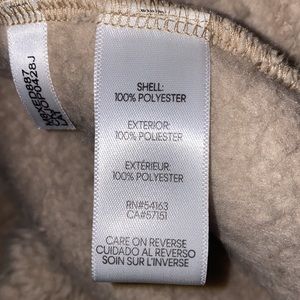 SHELL:
100% POLYESTER
EXTERIOR:
100% POLIESTER
EXTÉRIEUR:
100% POLYESTER
RN#54163
CA#57151
CARE ON REVERSE
CUIDADO AL REVERSO
SOIN SUR L'INVERSE